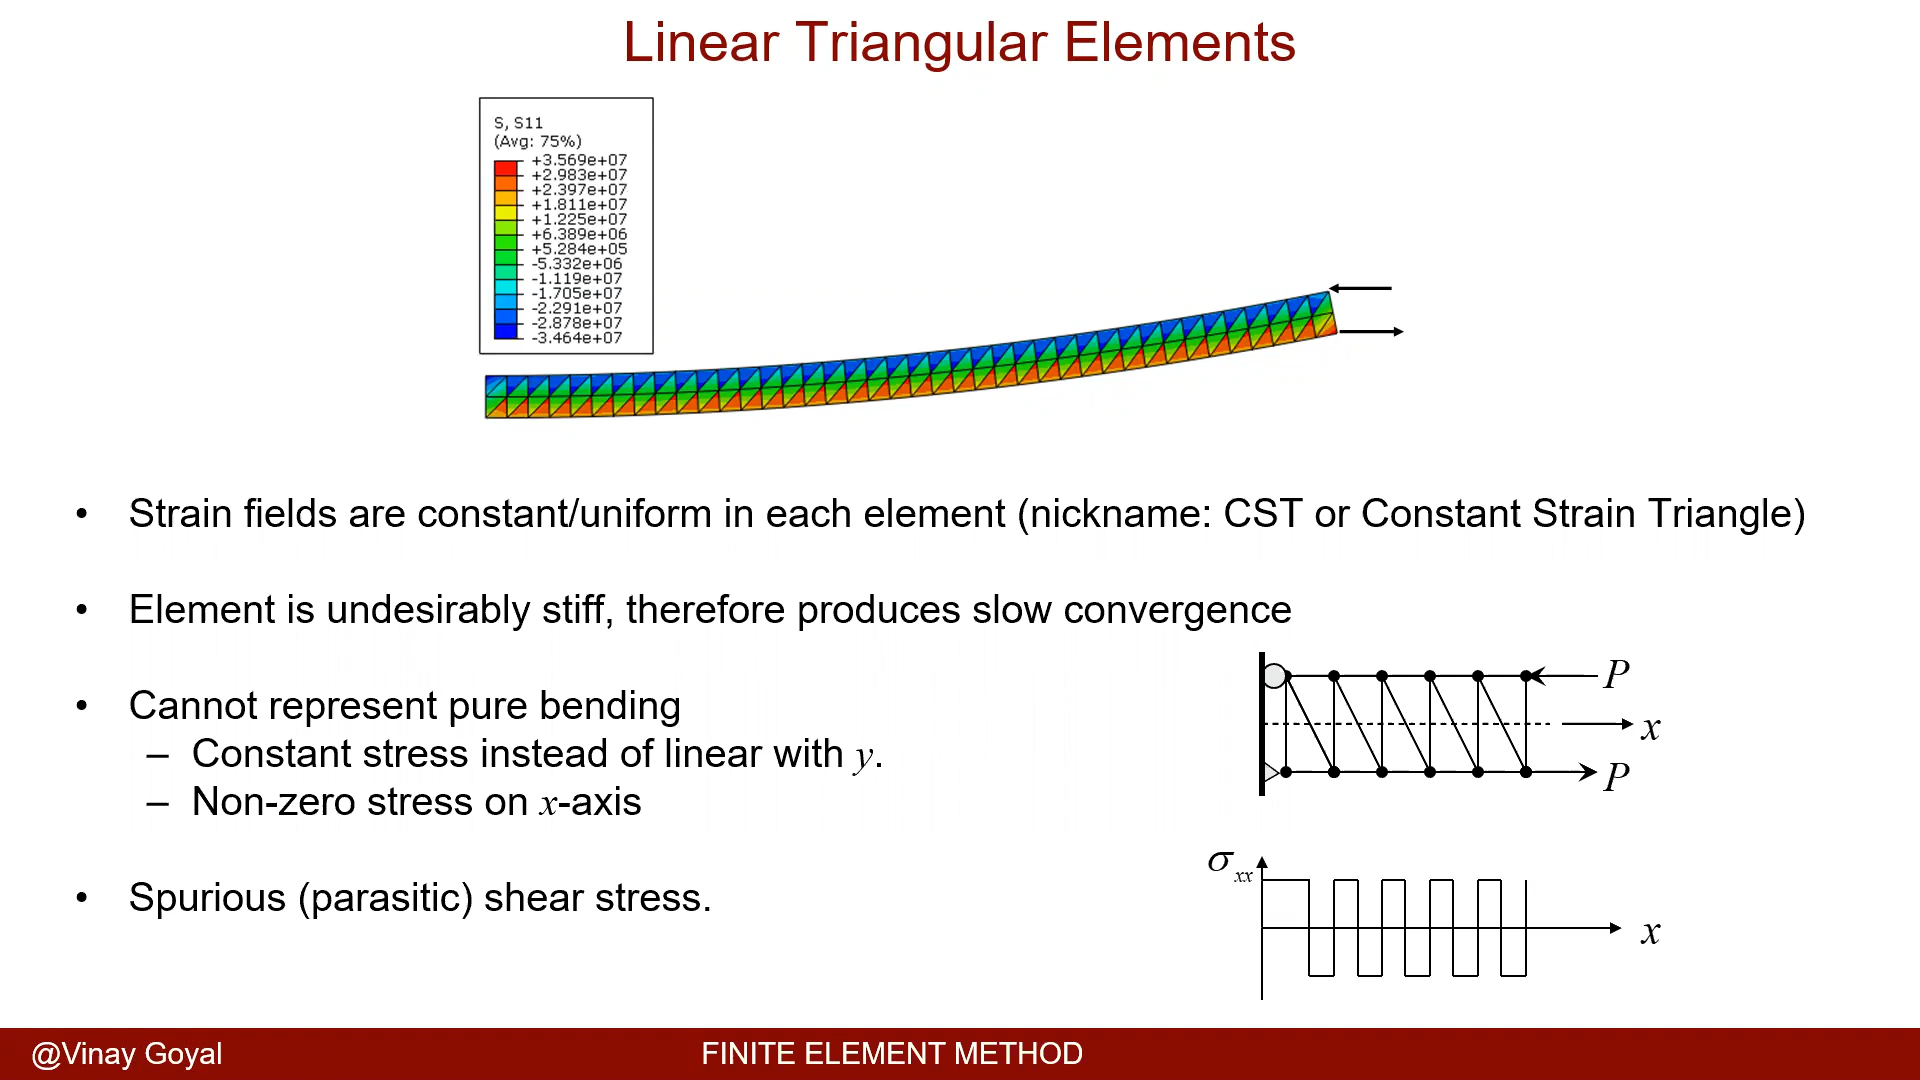 Linear Triangular Elements
S, S11
(Avg: 75%)
+3.569e+07
+2.983e+07
+2.397e+07
+1.811e+07
+1.225e+07
+6.389e+06
+5.284e+05
-5.332e+06
-1.119e+07
-1.705e+07
-2.291e+07
-2.878e+07
-3.464e+07
• Strain fields are constant/uniform in each element (nickname: CST or Constant Strain Triangle)
• Element is undesirably stiff, therefore produces slow convergence
• Cannot represent pure bending
– Constant stress instead of linear with y.
– Non-zero stress on x-axis
• Spurious (parasitic) shear stress.
P
x
P
σxx
x
@Vinay Goyal
FINITE ELEMENT METHOD